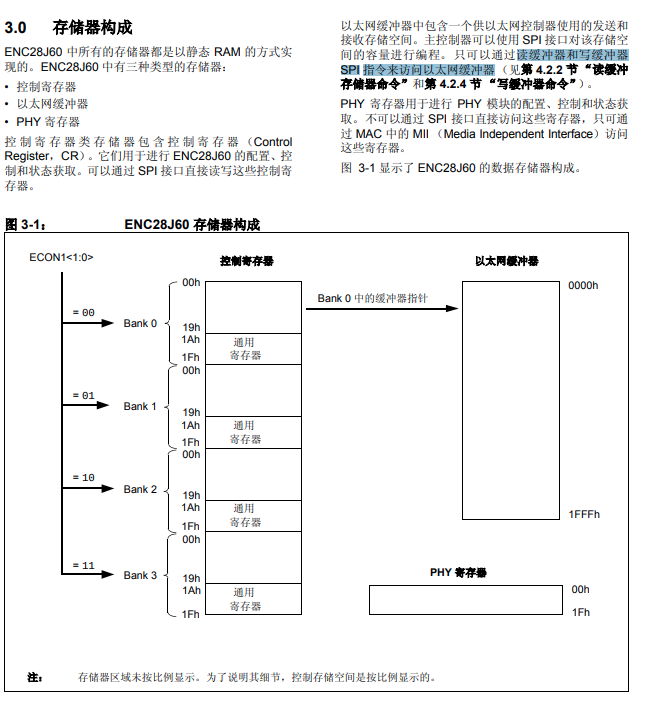 3.0 存储器构成
ENC28J60 中所有的存储器都是以静态 RAM 的方式实
现的。ENC28J60 中有三种类型的存储器：
• 控制寄存器
• 以太网缓冲器
• PHY 寄存器
控制寄存器类存储器包含控制寄存器（Control
Register，CR）。它们用于进行 ENC28J60 的配置、控
制和状态获取。可以通过 SPI 接口直接读写这些控制寄
存器。
以太网缓冲器中包含一个供以太网控制器使用的发送和
接收存储空间。主控制器可以使用 SPI 接口对该存储空
间的容量进行编程。只可以通过读缓冲器和写缓冲器
SPI 指令来访问以太网缓冲器（见第 4.2.2 节“读缓冲
存储器命令”和第 4.2.4 节“写缓冲器命令”）。
PHY 寄存器用于进行 PHY 模块的配置、控制和状态获
取。不可以通过 SPI 接口直接访问这些寄存器，只可通
过 MAC 中的 MII （Media Independent Interface）访问
这些寄存器。
图 3-1 显示了 ENC28J60 的数据存储器构成。
图 3-1： ENC28J60 存储器构成
ECON1<1:0>
控制寄存器
以太网缓冲器
= 00
Bank 0
00h
19h
1Ah
通用
寄存器
1Fh
= 01
Bank 1
00h
19h
1Ah
通用
寄存器
1Fh
= 10
Bank 2
00h
19h
1Ah
通用
寄存器
1Fh
= 11
Bank 3
00h
19h
1Ah
通用
寄存器
1Fh
Bank 0 中的缓冲器指针
0000h
1FFFh
PHY 寄存器
00h
1Fh
注： 存储器区域未按比例显示。为了说明其细节，控制存储空间是按比例显示的。